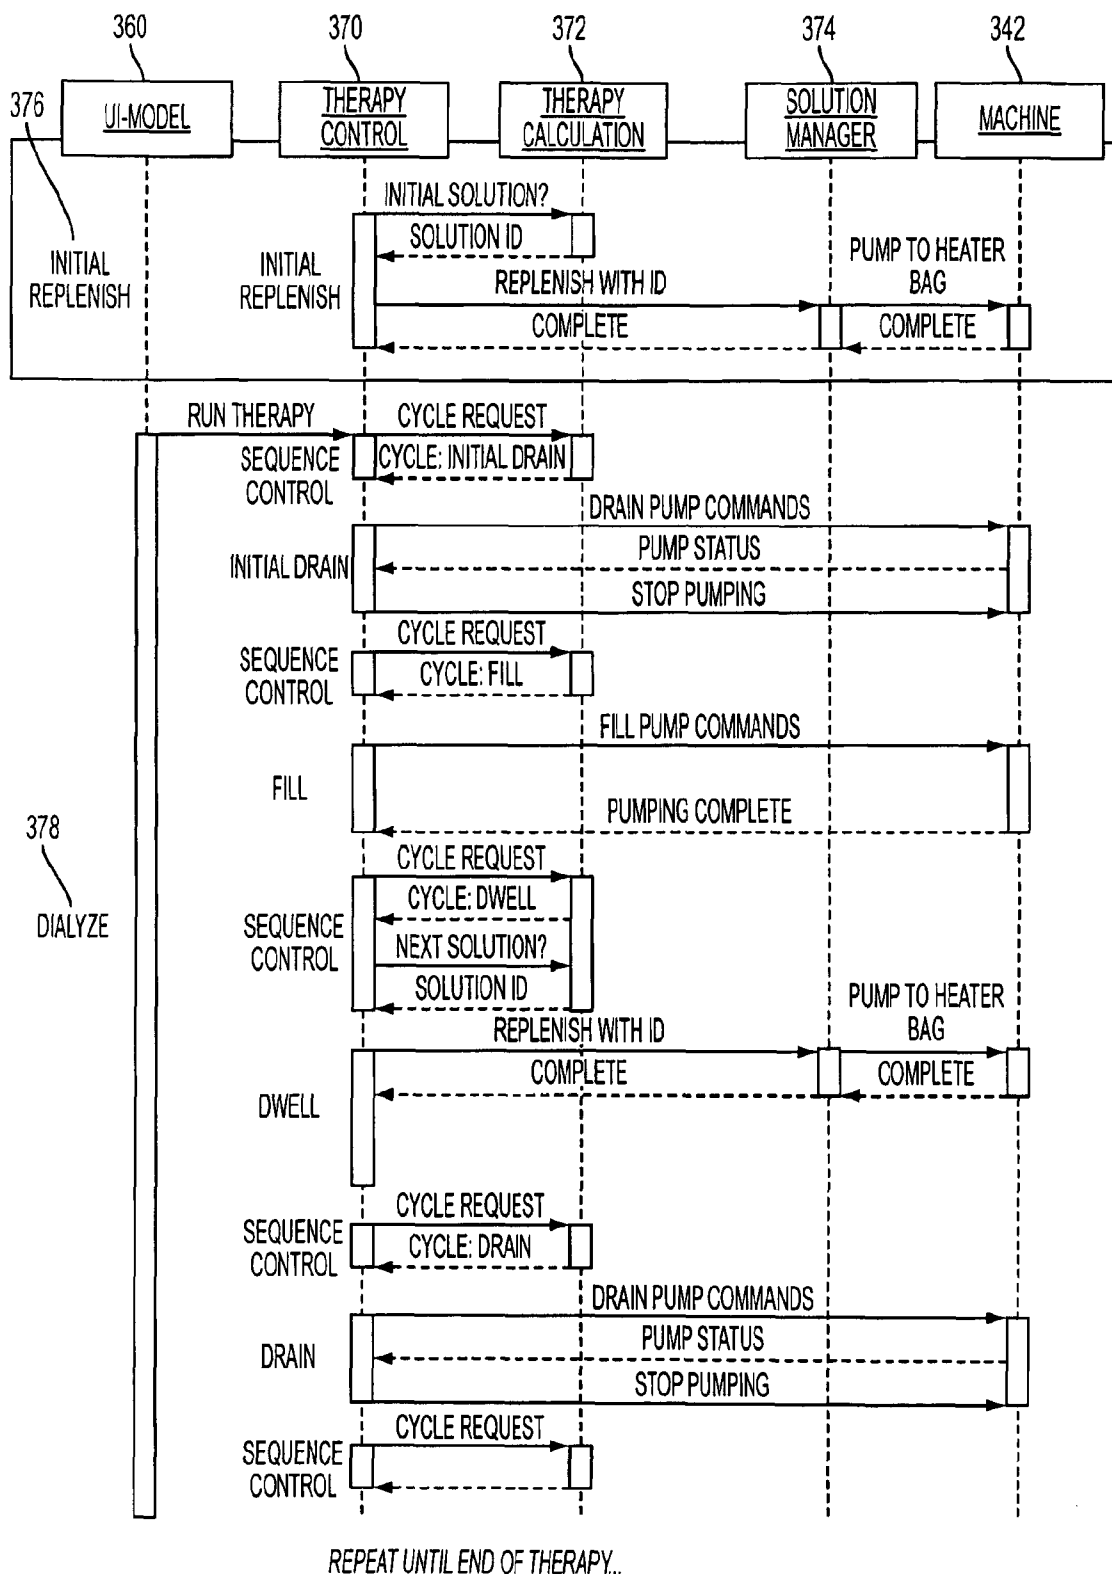 360
370
372
374
342
376
UI-MODEL
THERAPY
CONTROL
THERAPY
CALCULATION
SOLUTION
MANAGER
MACHINE
INITIAL
REPLENISH
INITIAL
REPLENISH
INITIAL SOLUTION?
SOLUTION ID
REPLENISH WITH ID
COMPLETE
PUMP TO HEATER
BAG
COMPLETE
RUN THERAPY
CYCLE REQUEST
SEQUENCE
CONTROL
CYCLE: INITIAL DRAIN
DRAIN PUMP COMMANDS
INITIAL DRAIN
PUMP STATUS
STOP PUMPING
CYCLE REQUEST
SEQUENCE
CONTROL
CYCLE: FILL
FILL PUMP COMMANDS
FILL
PUMPING COMPLETE
378
DIALYZE
CYCLE REQUEST
CYCLE: DWELL
SEQUENCE
CONTROL
NEXT SOLUTION?
SOLUTION ID
REPLENISH WITH ID
PUMP TO HEATER
BAG
COMPLETE
COMPLETE
DWELL
CYCLE REQUEST
SEQUENCE
CONTROL
CYCLE: DRAIN
DRAIN PUMP COMMANDS
DRAIN
PUMP STATUS
STOP PUMPING
CYCLE REQUEST
SEQUENCE
CONTROL
REPEAT UNTIL END OF THERAPY...